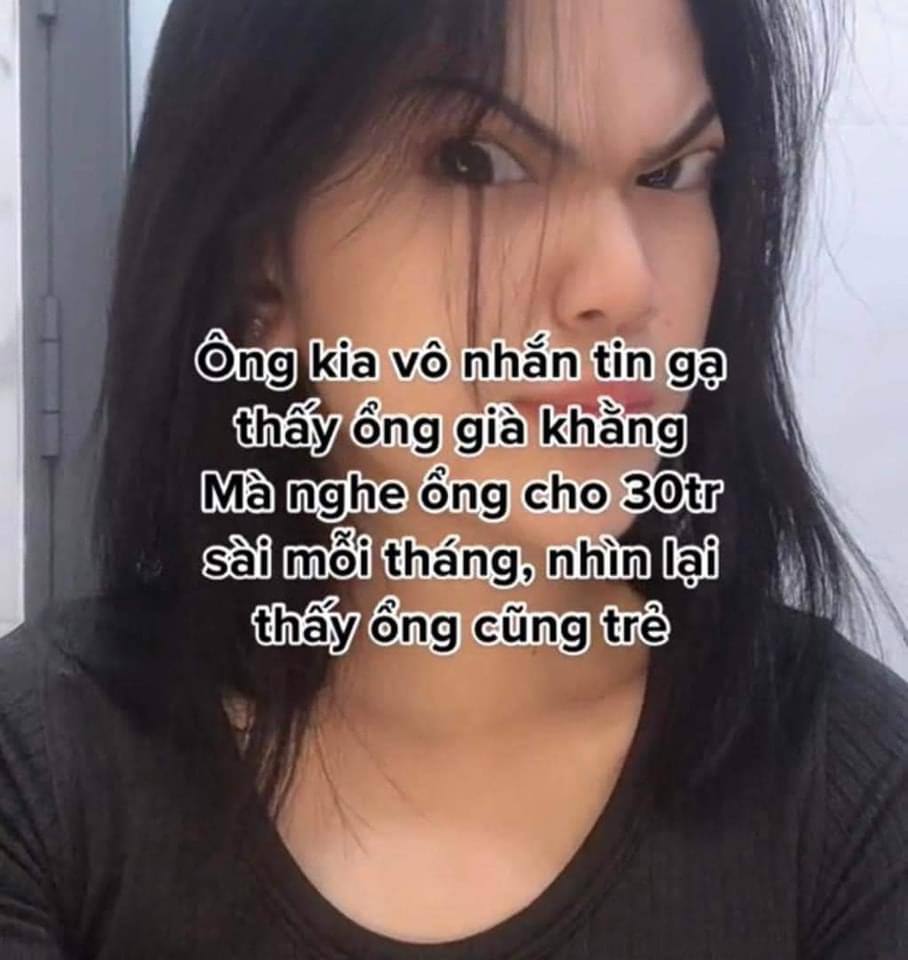 Ông kia vô nhắn tin gạ
thấy ổng già khằng
Mà nghe ổng cho 30tr
sài mỗi tháng, nhìn lại
thấy ổng cũng trẻ